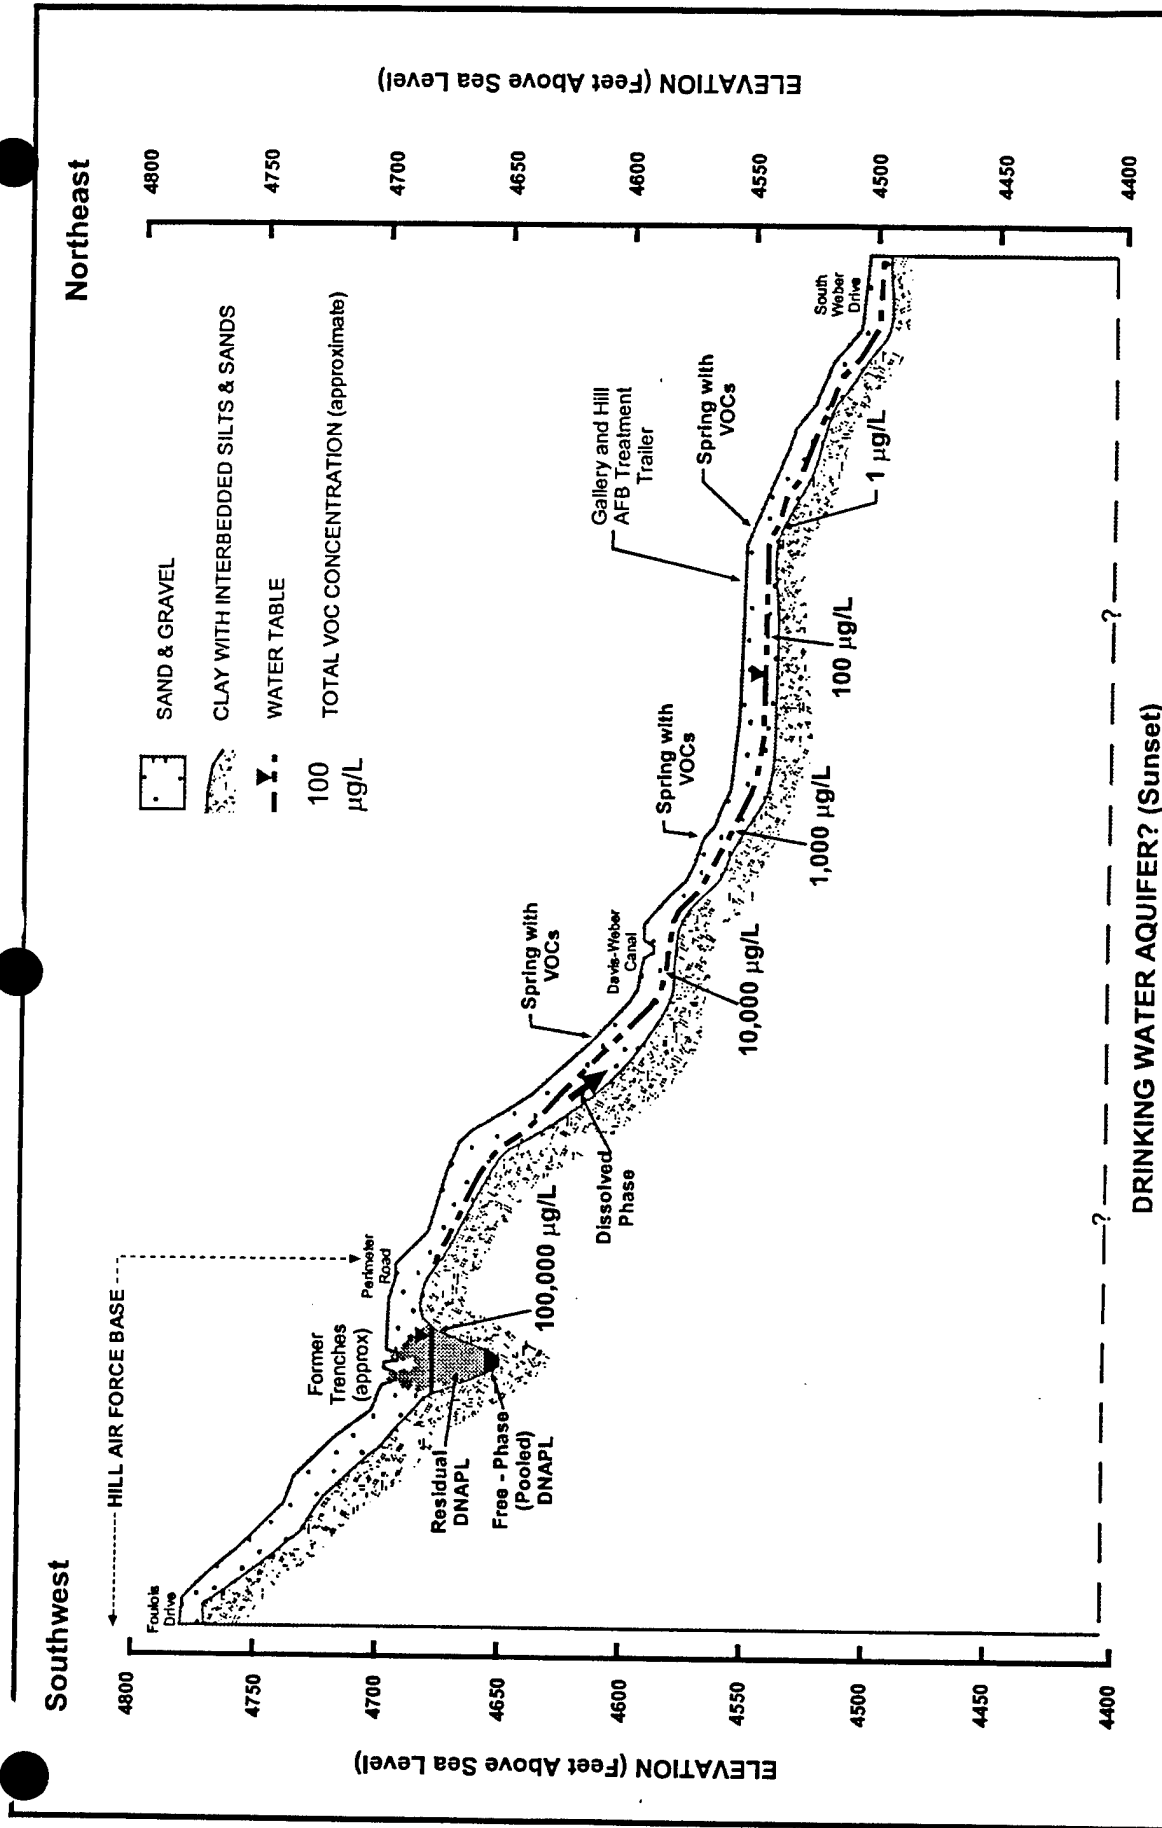 Southwest
Northeast
HILL AIR FORCE BASE
SAND & GRAVEL
CLAY WITH INTERBEDDED SILTS & SANDS
WATER TABLE
100
µg/L
TOTAL VOC CONCENTRATION (approximate)
ELEVATION (Feet Above Sea Level)
4800
4750
4700
4650
4600
4550
4500
4450
4400
Foulois
Drive
Former
Trenches
(approx)
Perimeter
Road
Residual
DNAPL
Free - Phase
(Pooled)
DNAPL
100,000 µg/L
Dissolved
Phase
Spring with
VOCs
Davis-Weber
Canal
10,000 µg/L
Spring with
VOCs
1,000 µg/L
Gallery and Hill
AFB Treatment
Trailer
100 µg/L
Spring with
VOCs
1 µg/L
South
Weber
Drive
4800
4750
4700
4650
4600
4550
4500
4450
4400
ELEVATION (Feet Above Sea Level)
?
?
DRINKING WATER AQUIFER? (Sunset)